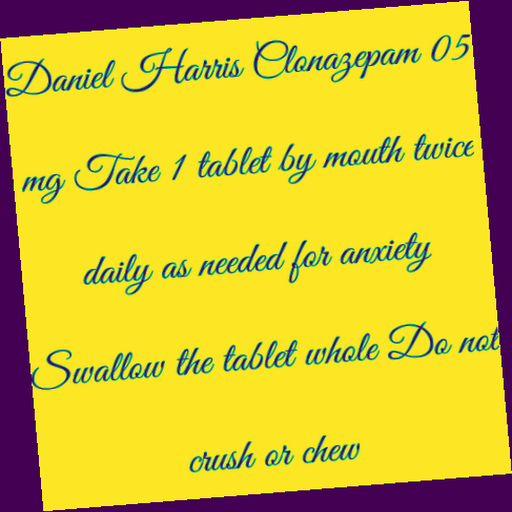 Daniel Harris Clonazepam 05
mg Take 1 tablet by mouth twice
daily as needed for anxiety
Swallow the tablet whole Do not
crush or chew